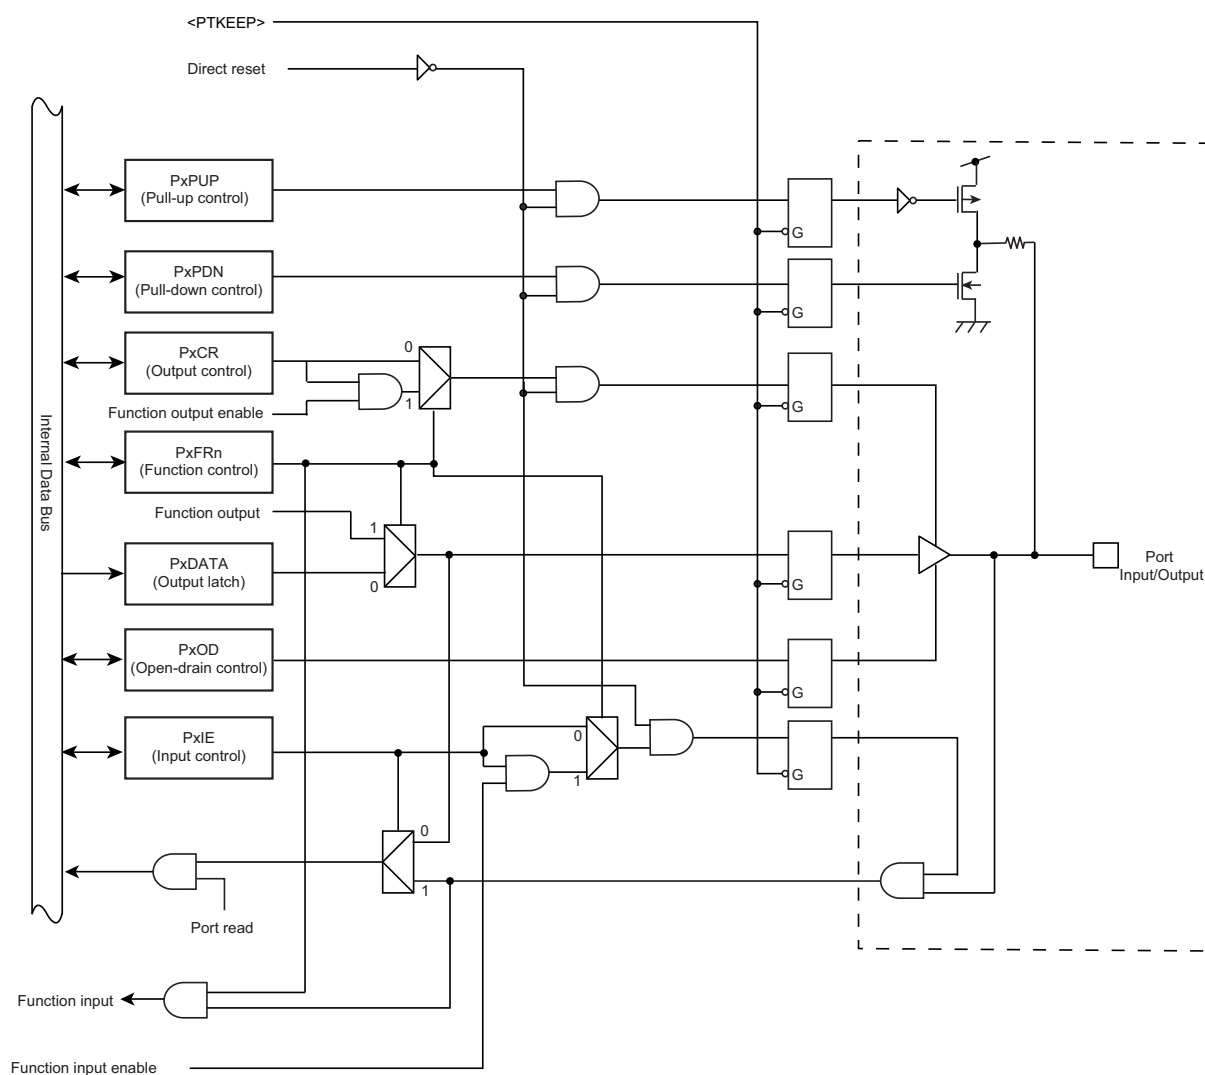 <PTKEEP>
Direct reset
PxPUP
(Pull-up control)
G
PxPDN
(Pull-down control)
G
PxCR
(Output control)
0
1
Function output enable
G
Internal Data Bus
PxFRn
(Function control)
Function output
1
PxDATA
(Output latch)
0
G
Port
Input/Output
PxOD
(Open-drain control)
G
PxIE
(Input control)
0
1
G
0
1
Port read
Function input
Function input enable